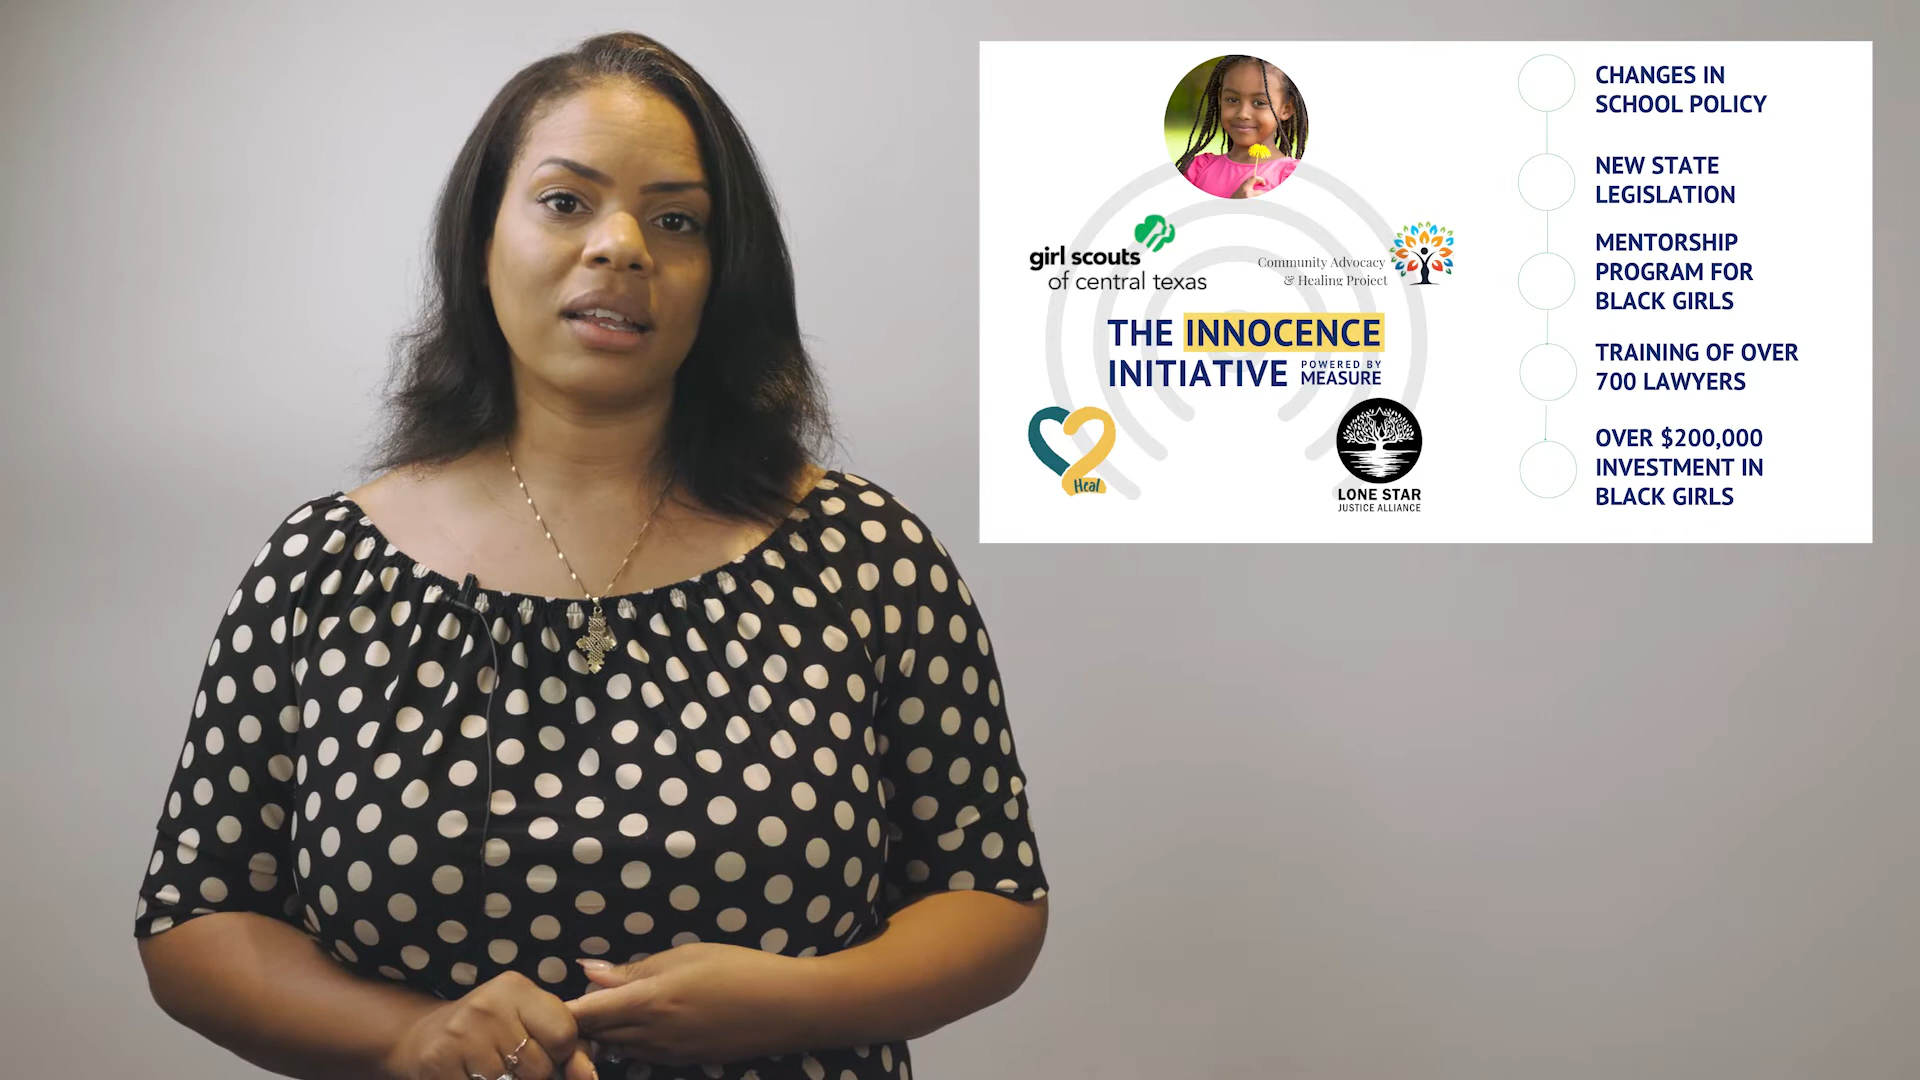 girl scouts
of central texas
Community Advocacy
& Healing Project
THE INNOCENCE
INITIATIVE POWERED BY
MEASURE
Heal
LONE STAR
JUSTICE ALLIANCE
CHANGES IN
SCHOOL POLICY
NEW STATE
LEGISLATION
MENTORSHIP
PROGRAM FOR
BLACK GIRLS
TRAINING OF OVER
700 LAWYERS
OVER $200,000
INVESTMENT IN
BLACK GIRLS